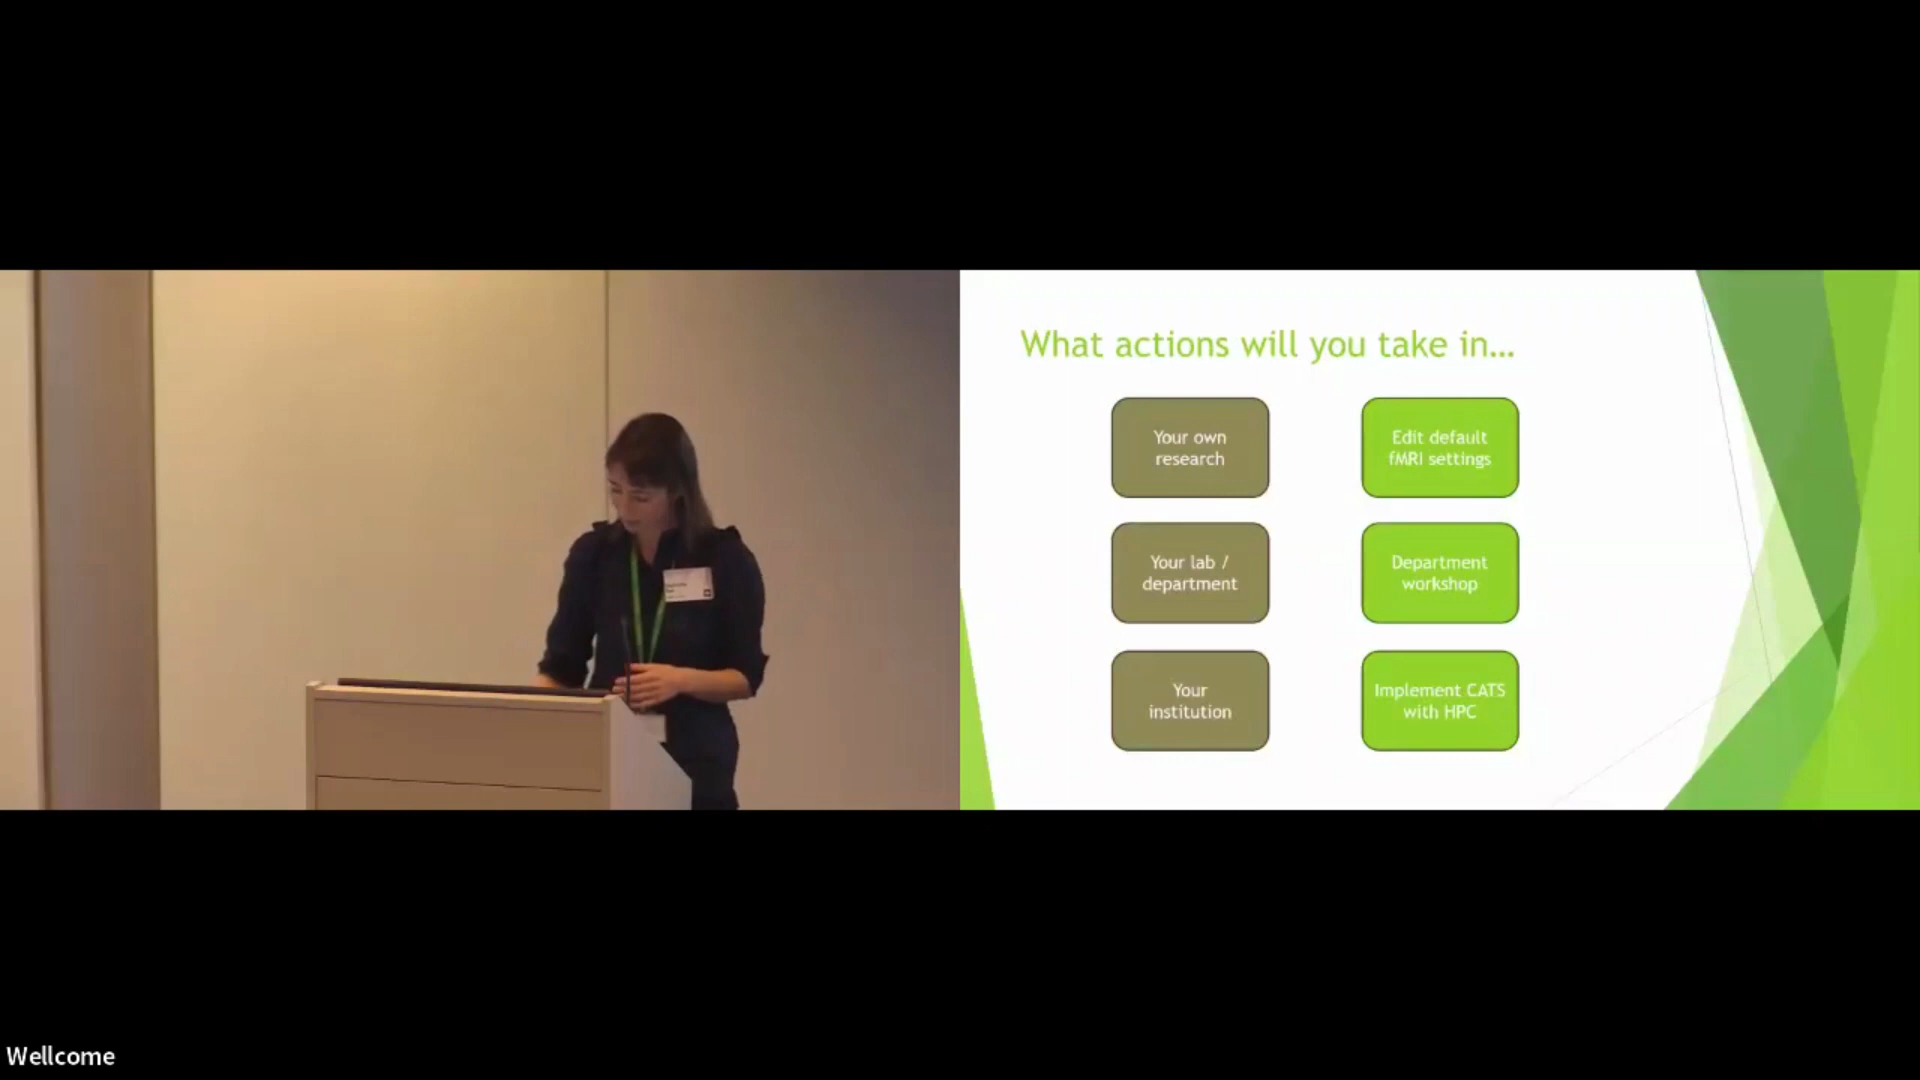 What actions will you take in...
Your own
research
Edit default
fMRI settings
Your lab /
department
Department
workshop
Your
institution
Implement CATS
with HPC
Wellcome